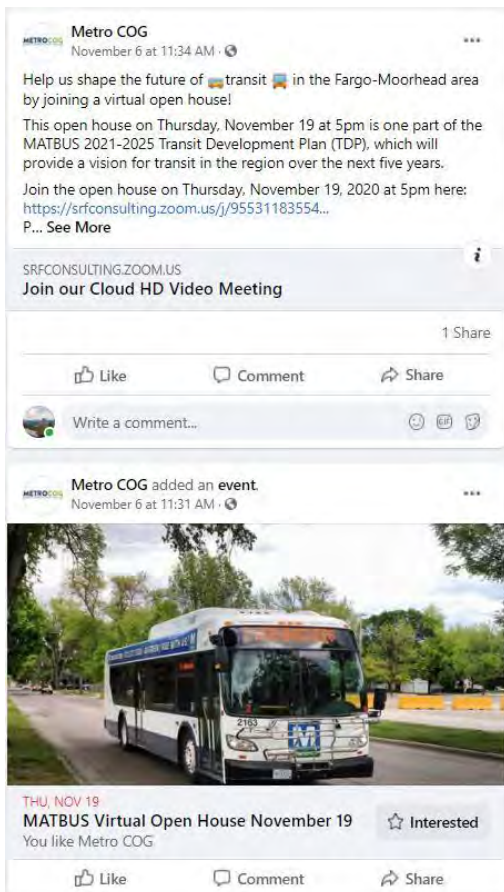 Metro COG
METROCOG
November 6 at 11:34 AM ·
Help us shape the future of 🚌transit 🚍 in the Fargo-Moorhead area
by joining a virtual open house!
This open house on Thursday, November 19 at 5pm is one part of the
MATBUS 2021-2025 Transit Development Plan (TDP), which will
provide a vision for transit in the region over the next five years.
Join the open house on Thursday, November 19, 2020 at 5pm here:
https://srfconsulting.zoom.us/j/95531183554...
P... See More
SRFCONSULTING.ZOOM.US
Join our Cloud HD Video Meeting
1 Share
Like Comment Share
Write a comment...
GIF
Metro COG added an event.
METROCOG
November 6 at 11:31 AM ·
2163
THU, NOV 19
MATBUS Virtual Open House November 19
Interested
You like Metro COG
Like Comment Share